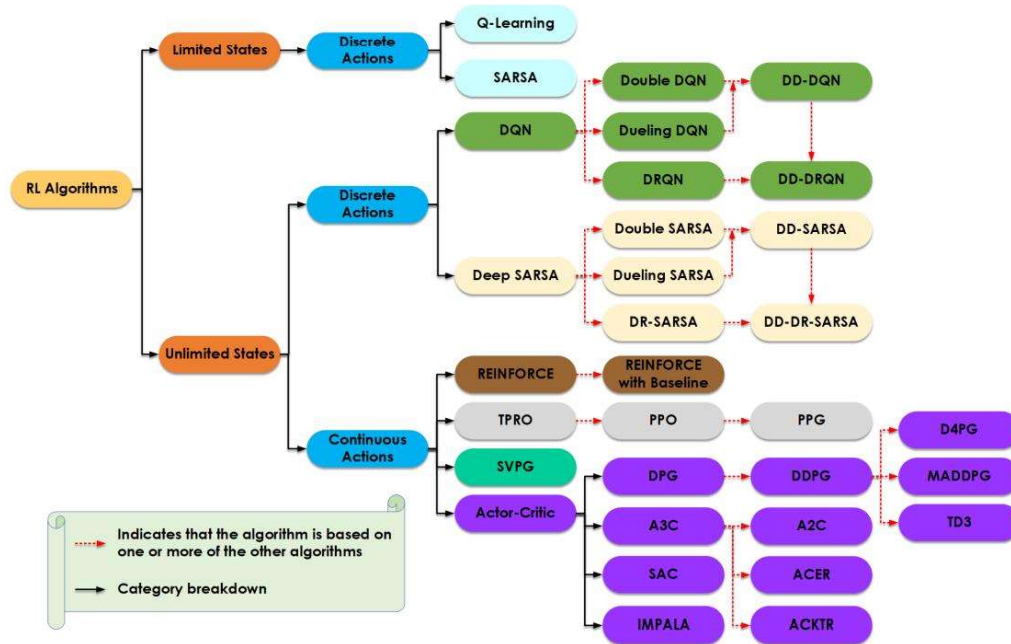 RL Algorithms
Limited States
Discrete
Actions
Q-Learning
SARSA
Unlimited States
Discrete
Actions
DQN
Double DQN
DD-DQN
Dueling DQN
DRQN
DD-DRQN
Deep SARSA
Double SARSA
DD-SARSA
Dueling SARSA
DR-SARSA
DD-DR-SARSA
Continuous
Actions
REINFORCE
REINFORCE
with Baseline
TPRO
PPO
PPG
SVPG
Actor-Critic
DPG
DDPG
D4PG
MADDPG
TD3
A3C
A2C
SAC
ACER
IMPALA
ACKTR
Indicates that the algorithm is based on
one or more of the other algorithms
Category breakdown